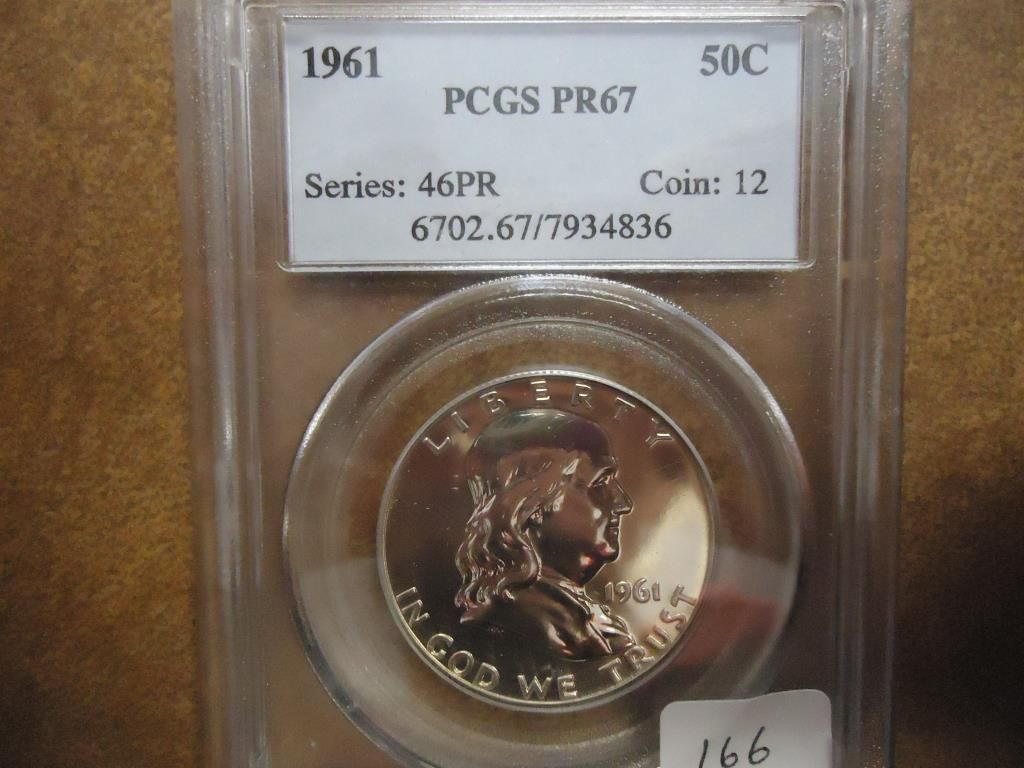 1961 50C
PCGS PR67
Series: 46PR Coin: 12
6702.67/7934836
LIBERTY
1961
IN GOD WE TRUST
166